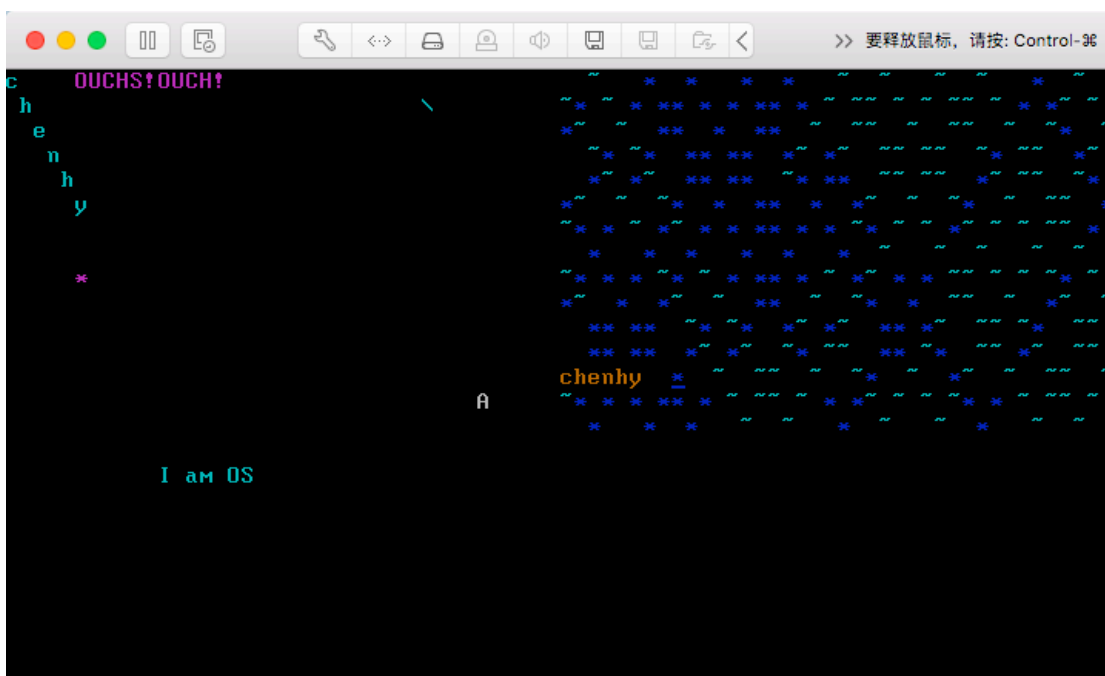 >> 要释放鼠标，请按: Control-⌘
c
OUCHS!OUCH!
h
e
n
h
y
chenhy
A
I am OS